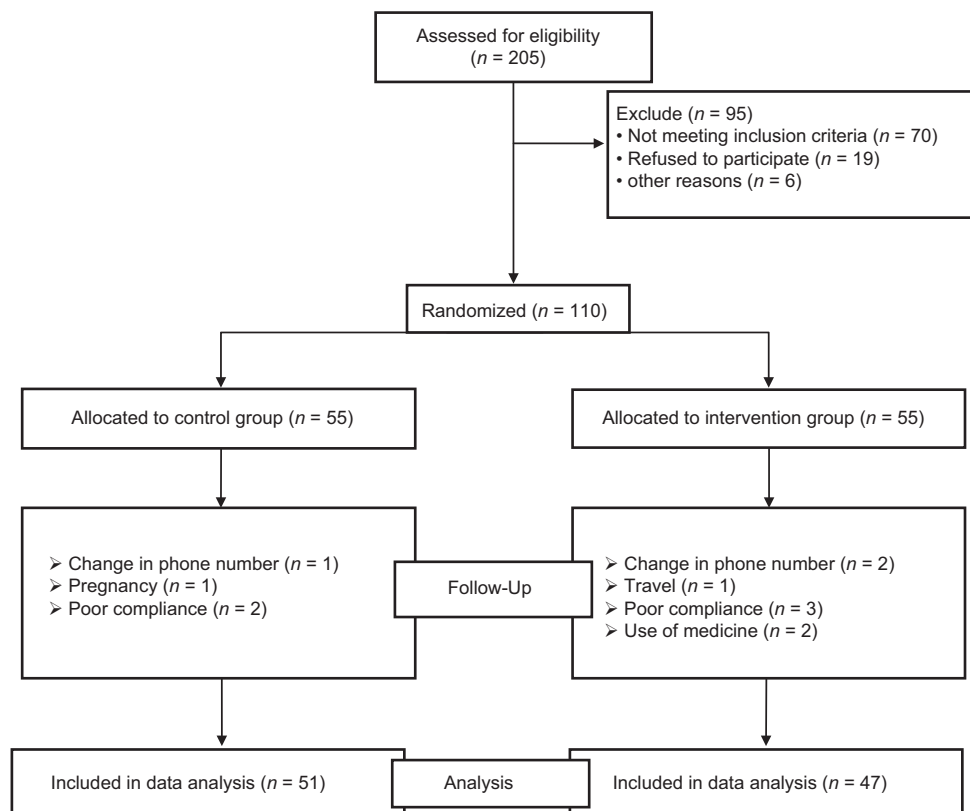 Assessed for eligibility
(n = 205)
Exclude (n = 95)
• Not meeting inclusion criteria (n = 70)
• Refused to participate (n = 19)
• other reasons (n = 6)
Randomized (n = 110)
Allocated to control group (n = 55)
Allocated to intervention group (n = 55)
➢ Change in phone number (n = 1)
➢ Pregnancy (n = 1)
➢ Poor compliance (n = 2)
Follow-Up
➢ Change in phone number (n = 2)
➢ Travel (n = 1)
➢ Poor compliance (n = 3)
➢ Use of medicine (n = 2)
Included in data analysis (n = 51)
Analysis
Included in data analysis (n = 47)